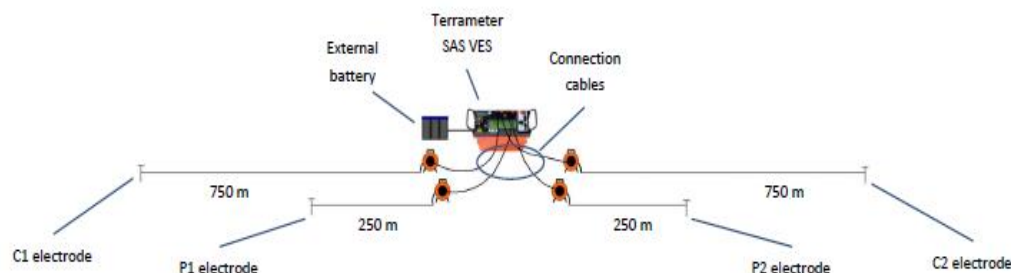 Terrameter
SAS VES
External
battery
Connection
cables
750 m
750 m
250 m
250 m
C1 electrode
P1 electrode
P2 electrode
C2 electrode